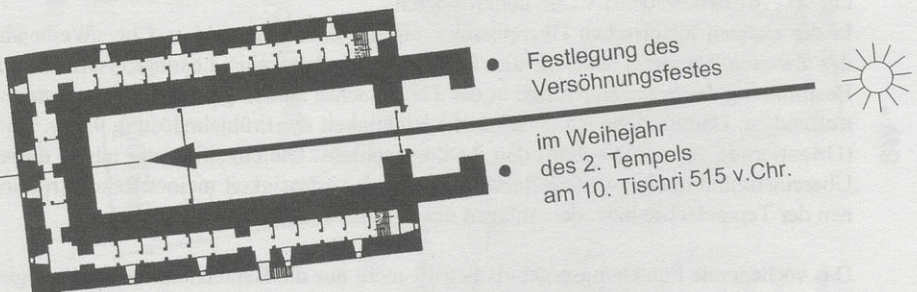 Festlegung des
Versöhnungsfestes
im Weihejahr
des 2. Tempels
am 10. Tischri 515 v.Chr.